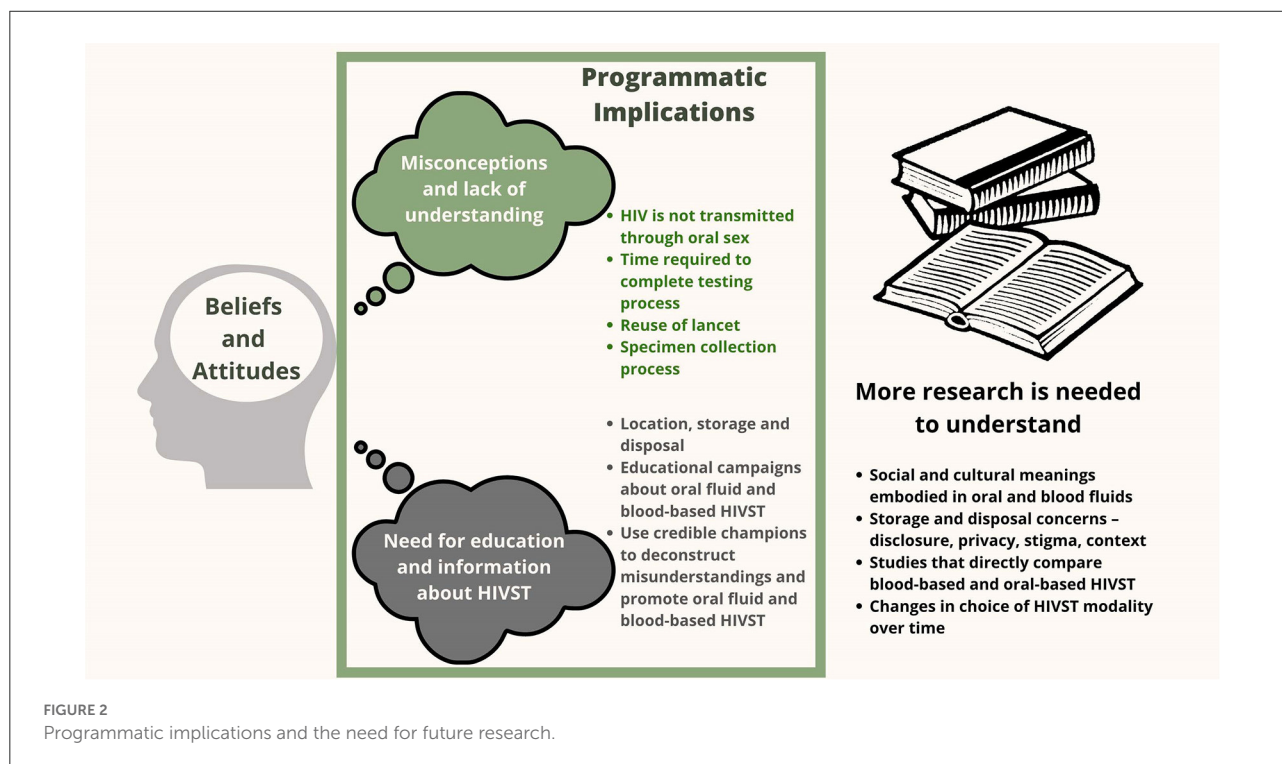 Beliefs
and
Attitudes
Programmatic
Implications
Misconceptions
and lack of
understanding
• HIV is not transmitted
through oral sex
• Time required to
complete testing
process
• Reuse of lancet
• Specimen collection
process
Need for education
and information
about HIVST
• Location, storage and
disposal
• Educational campaigns
about oral fluid and
blood-based HIVST
• Use credible champions
to deconstruct
misunderstandings and
promote oral fluid and
blood-based HIVST
More research is needed
to understand
• Social and cultural meanings
embodied in oral and blood fluids
• Storage and disposal concerns –
disclosure, privacy, stigma, context
• Studies that directly compare
blood-based and oral-based HIVST
• Changes in choice of HIVST modality
over time
FIGURE 2
Programmatic implications and the need for future research.